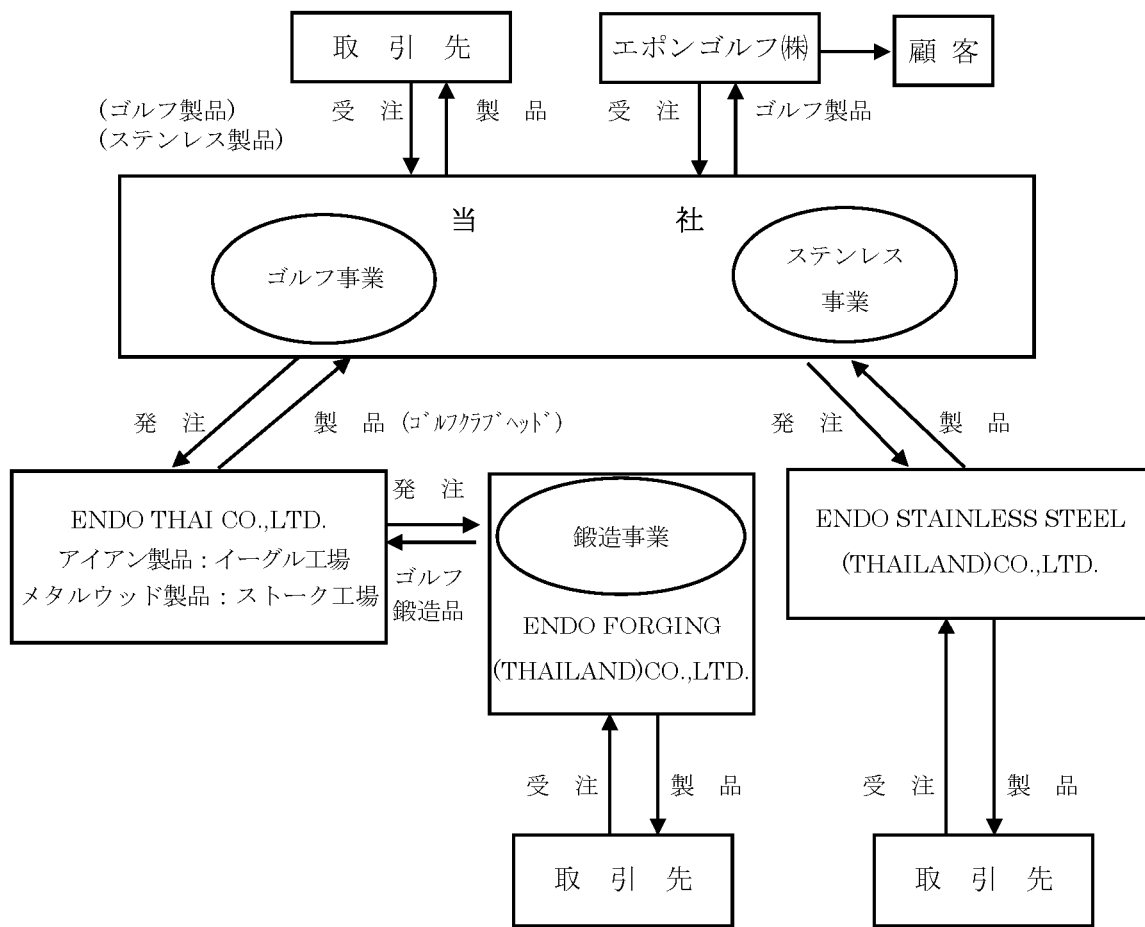 取 引 先
エポンゴルフ㈱
顧 客
(ゴルフ製品)
(ステンレス製品)
受 注
製 品
受 注
ゴルフ製品
当 社
ゴルフ事業
ステンレス
事業
発 注
製 品 (ｺﾞﾙﾌｸﾗﾌﾞﾍｯﾄﾞ)
発 注
製 品
ENDO THAI CO.,LTD.
アイアン製品：イーグル工場
メタルウッド製品：ストーク工場
発 注
ゴルフ
鍛造品
鍛造事業
ENDO FORGING
(THAILAND)CO.,LTD.
ENDO STAINLESS STEEL
(THAILAND)CO.,LTD.
受 注
製 品
受 注
製 品
取 引 先
取 引 先